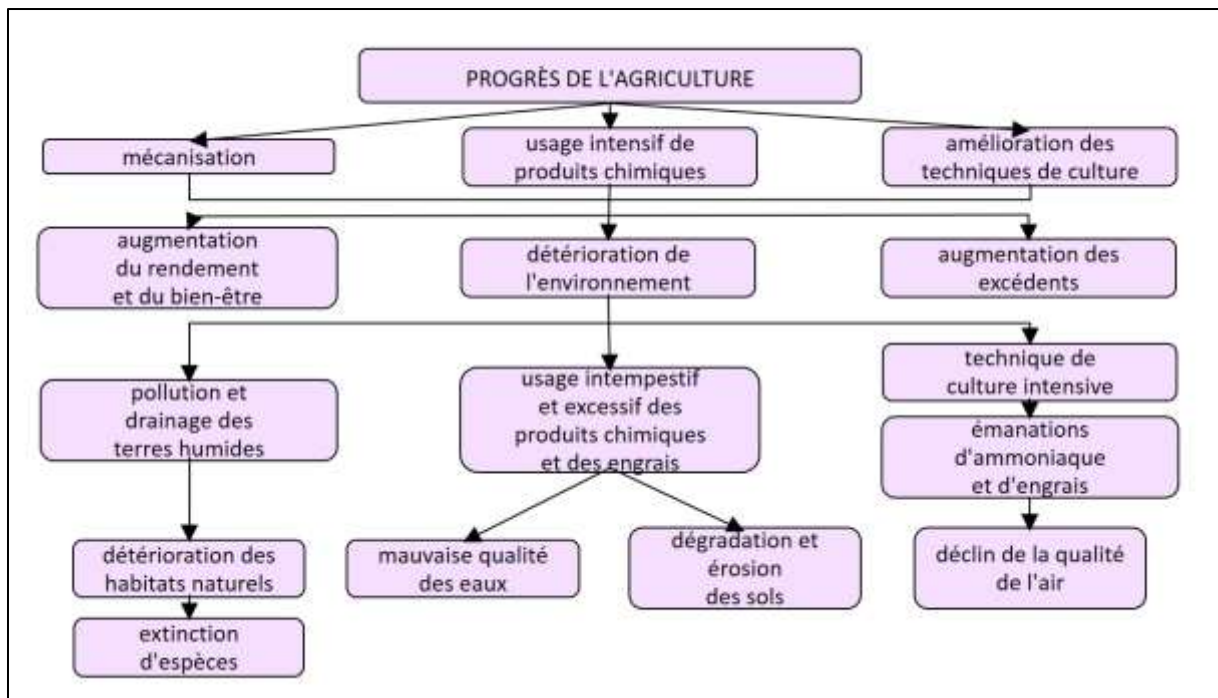 PROGRÈS DE L'AGRICULTURE
mécanisation
usage intensif de
produits chimiques
amélioration des
techniques de culture
augmentation
du rendement
et du bien-être
détérioration de
l'environnement
augmentation des
excédents
pollution et
drainage des
terres humides
usage intempestif
et excessif des
produits chimiques
et des engrais
technique de
culture intensive
émanations
d'ammoniaque
et d'engrais
détérioration des
habitats naturels
mauvaise qualité
des eaux
dégradation et
érosion
des sols
déclin de la qualité
de l'air
extinction
d'espèces